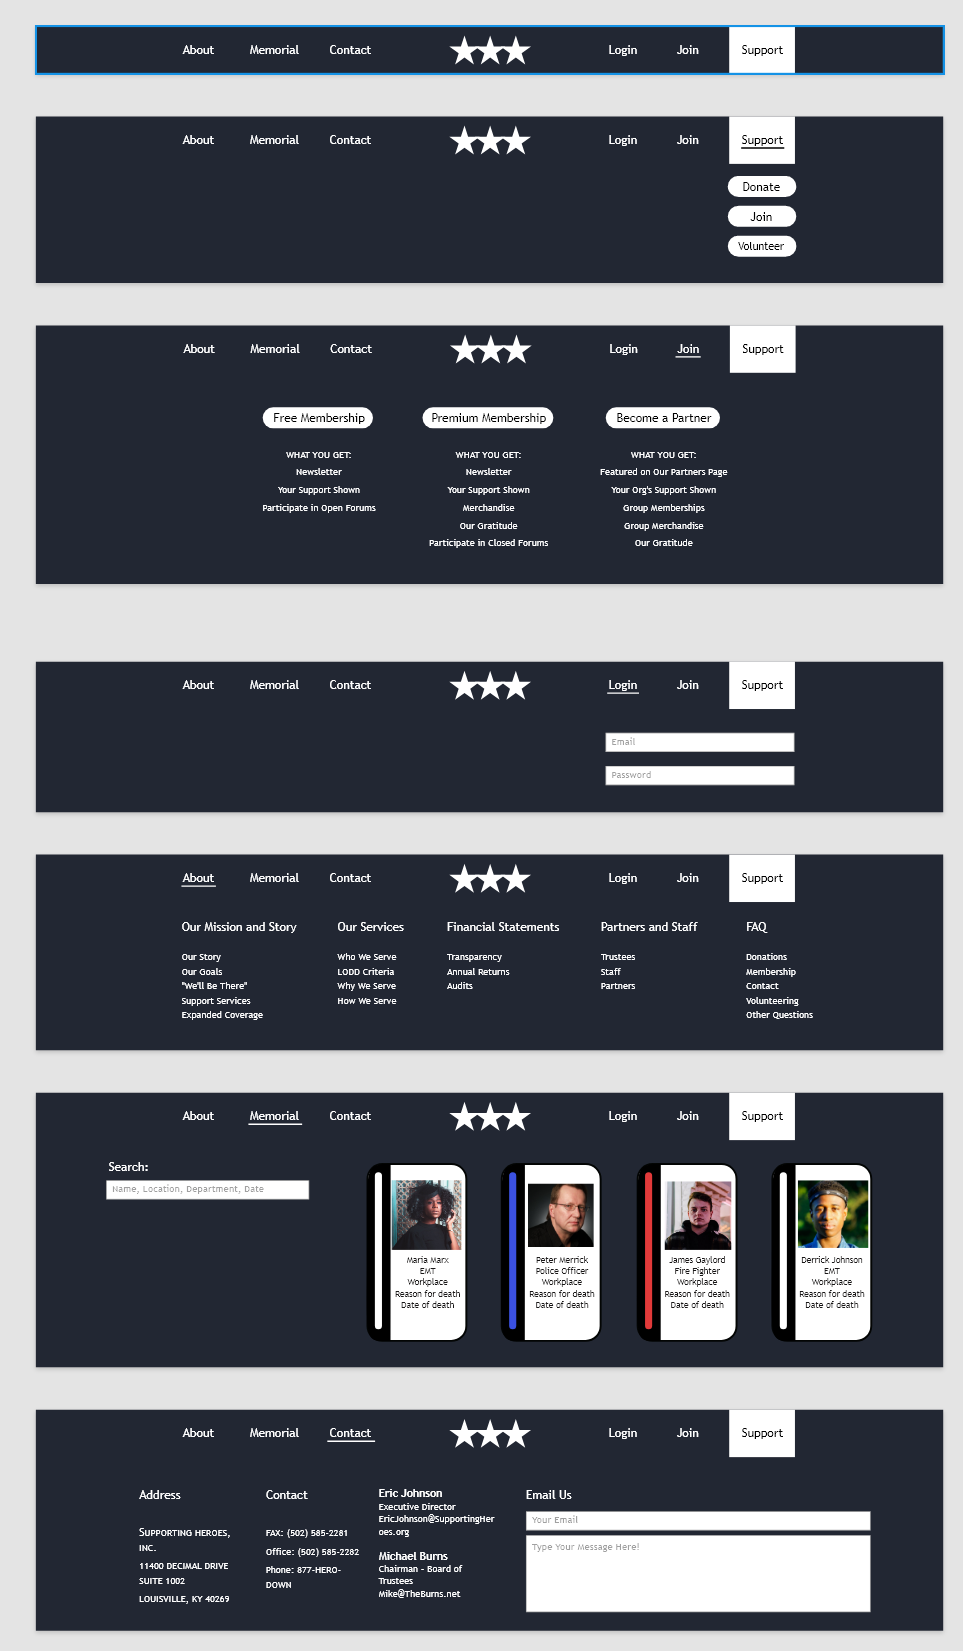 About Memorial Contact Login Join Support
About Memorial Contact Login Join Support
Donate
Join
Volunteer
About Memorial Contact Login Join Support
Free Membership Premium Membership Become a Partner
WHAT YOU GET: WHAT YOU GET: WHAT YOU GET:
Newsletter Newsletter Featured on Our Partners Page
Your Support Shown Your Support Shown Your Org's Support Shown
Participate in Open Forums Merchandise Group Memberships
Our Gratitude Group Merchandise
Participate in Closed Forums Our Gratitude
About Memorial Contact Login Join Support
Email
Password
About Memorial Contact Login Join Support
Our Mission and Story Our Services Financial Statements Partners and Staff FAQ
Our Story Who We Serve Transparency Trustees Donations
Our Goals LODD Criteria Annual Returns Staff Membership
"We'll Be There" Why We Serve Audits Partners Contact
Support Services How We Serve Volunteering
Expanded Coverage Other Questions
About Memorial Contact Login Join Support
Search:
Name, Location, Department, Date
Maria Marx
EMT
Workplace
Reason for death
Date of death
Peter Merrick
Police Officer
Workplace
Reason for death
Date of death
James Gaylord
Fire Fighter
Workplace
Reason for death
Date of death
Derrick Johnson
EMT
Workplace
Reason for death
Date of death
About Memorial Contact Login Join Support
Address
SUPPORTING HEROES,
INC.
11400 DECIMAL DRIVE
SUITE 1002
LOUISVILLE, KY 40269
Contact
FAX: (502) 585-2281
Office: (502) 585-2282
Phone: 877-HERO-
DOWN
Eric Johnson
Executive Director
EricJohnson@SupportingHer
oes.org
Michael Burns
Chairman - Board of
Trustees
Mike@TheBurns.net
Email Us
Your Email
Type Your Message Here!